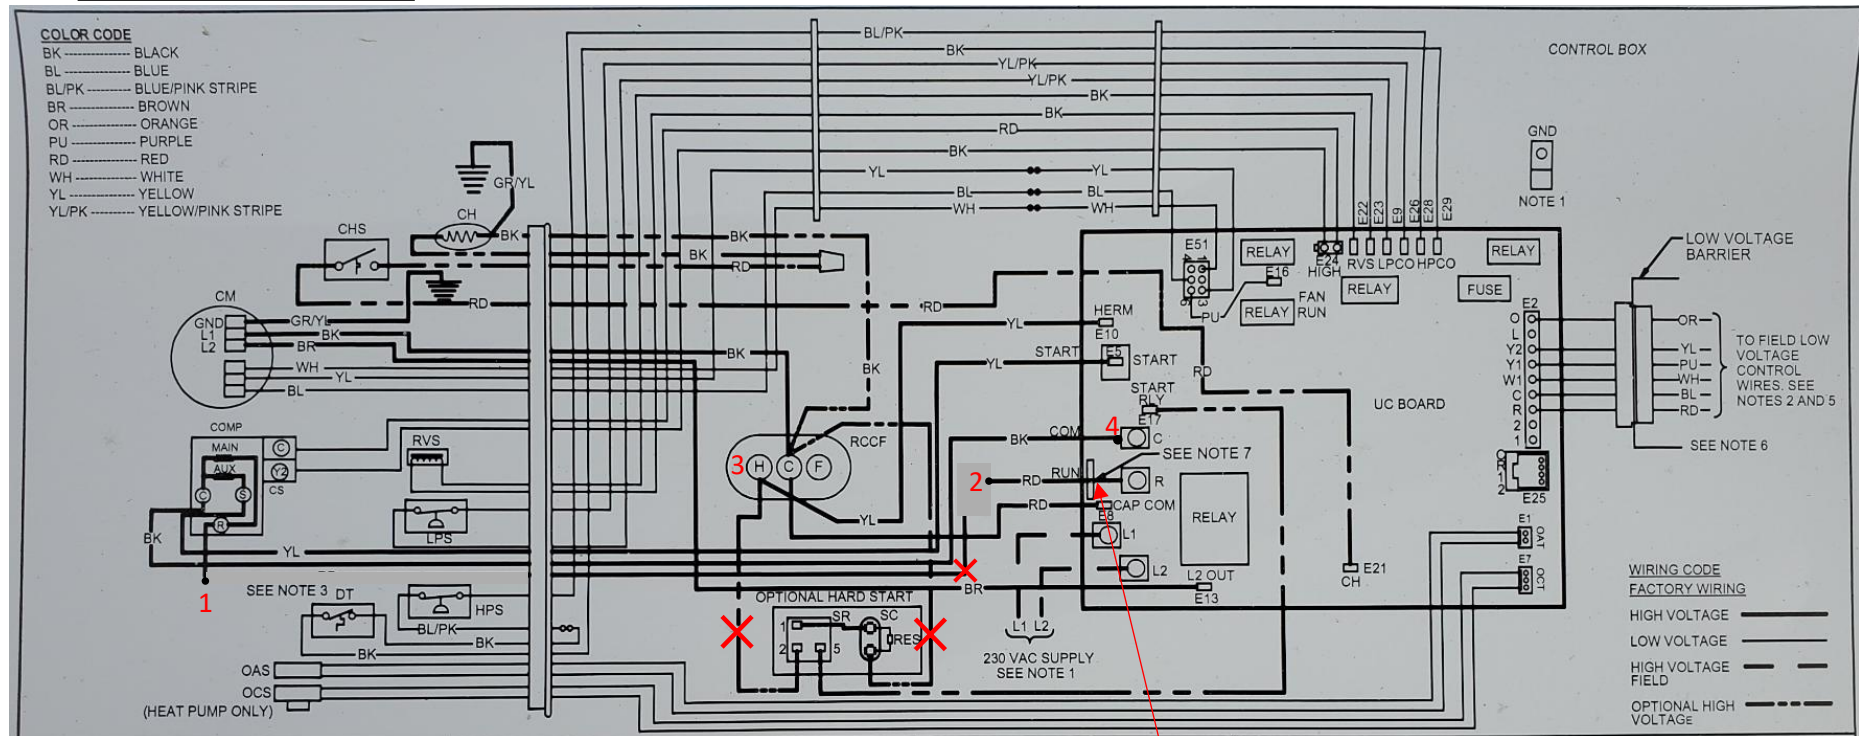 COLOR CODE
BK --------------- BLACK
BL --------------- BLUE
BL/PK ---------- BLUE/PINK STRIPE
BR --------------- BROWN
OR -------------- ORANGE
PU -------------- PURPLE
RD --------------- RED
WH -------------- WHITE
YL --------------- YELLOW
YL/PK ---------- YELLOW/PINK STRIPE
BL/PK
BK
YL/PK
YL/PK
BK
BK
RD
BK
YL
YL
BL
BL
WH
WH
CONTROL BOX
GND
NOTE 1
GR/YL
CH
CHS
BK
BK
BK
RD
RD
RD
CM
GND
L1
L2
GR/YL
BK
BR
WH
YL
BL
BK
BK
YL
YL
RD
E22
E23
E9
E26
E28
E29
E51
4
1
6
3
PU
RELAY
E16
RELAY
FAN
RUN
E24
HIGH
RVS
LPCO
HPCO
RELAY
RELAY
FUSE
LOW VOLTAGE
BARRIER
HERM
E10
START
E5
START
START
RLY
E17
UC BOARD
E2
O
L
Y2
Y1
W1
C
R
2
1
OR
YL
PU
WH
BL
RD
TO FIELD LOW
VOLTAGE
CONTROL
WIRES. SEE
NOTES 2 AND 5
SEE NOTE 6
COMP
MAIN
AUX
C
S
R
C
Y2
CS
RVS
LPS
BK
YL
1
RCCF
3
H
C
F
YL
2
RD
BK
COM
4
C
SEE NOTE 7
RUN
R
RD
CAP COM
E8
L1
L2
RELAY
L2 OUT
E13
E21
CH
C
R
1
2
E25
E1
OAT
E7
OCT
SEE NOTE 3
DT
HPS
BL/PK
BK
BK
OAS
OCS
(HEAT PUMP ONLY)
BR
OPTIONAL HARD START
1
SR
SC
RES
2
5
L1 L2
230 VAC SUPPLY
SEE NOTE 1
WIRING CODE
FACTORY WIRING
HIGH VOLTAGE
LOW VOLTAGE
HIGH VOLTAGE
FIELD
OPTIONAL HIGH
VOLTAGE